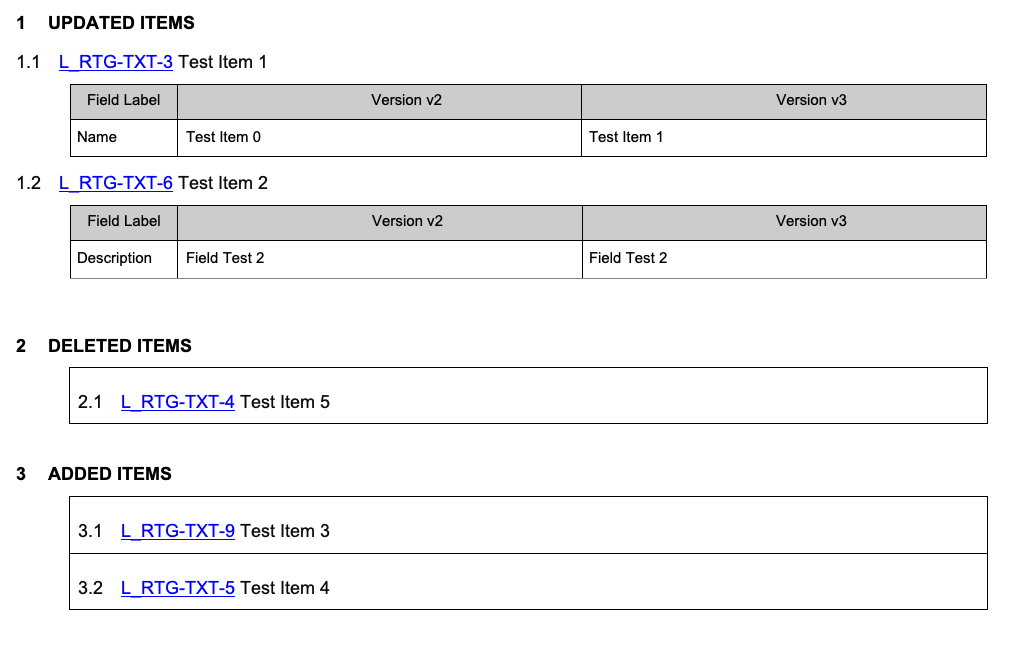 1 UPDATED ITEMS
1.1 L_RTG-TXT-3 Test Item 1
Field Label Version v2 Version v3
Name Test Item 0 Test Item 1
1.2 L_RTG-TXT-6 Test Item 2
Field Label Version v2 Version v3
Description Field Test 2 Field Test 2
2 DELETED ITEMS
2.1 L_RTG-TXT-4 Test Item 5
3 ADDED ITEMS
3.1 L_RTG-TXT-9 Test Item 3
3.2 L_RTG-TXT-5 Test Item 4